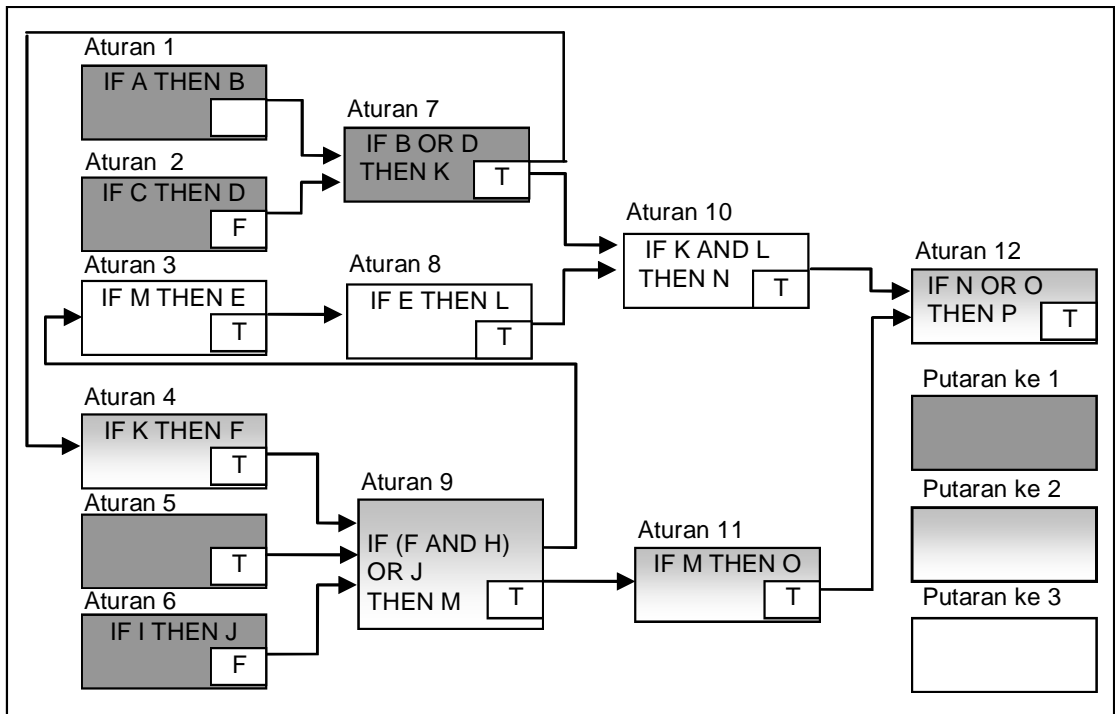 Aturan 1
IF A THEN B
Aturan 2
IF C THEN D
F
Aturan 3
IF M THEN E
T
Aturan 4
IF K THEN F
T
Aturan 5
T
Aturan 6
IF I THEN J
F
Aturan 7
IF B OR D
THEN K
T
Aturan 8
IF E THEN L
T
Aturan 9
IF (F AND H)
OR J
THEN M
T
Aturan 10
IF K AND L
THEN N
T
Aturan 11
IF M THEN O
T
Aturan 12
IF N OR O
THEN P
T
Putaran ke 1
Putaran ke 2
Putaran ke 3